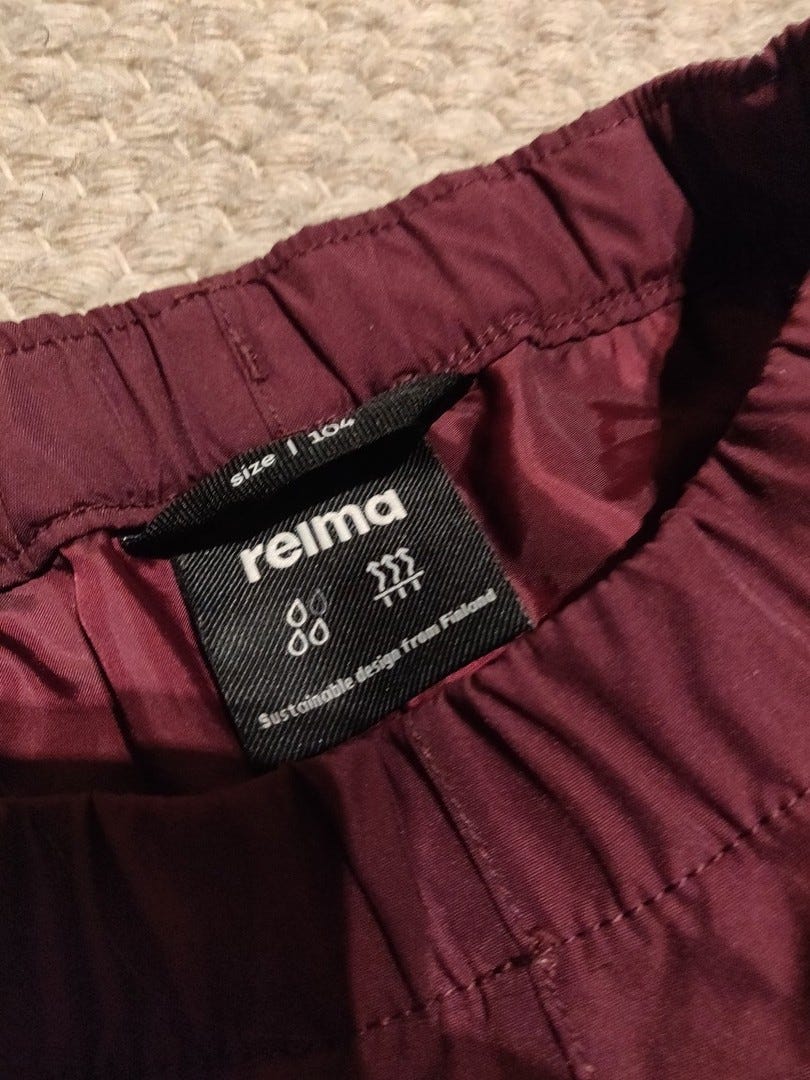 size | 104
reima
Sustainable design from Finland